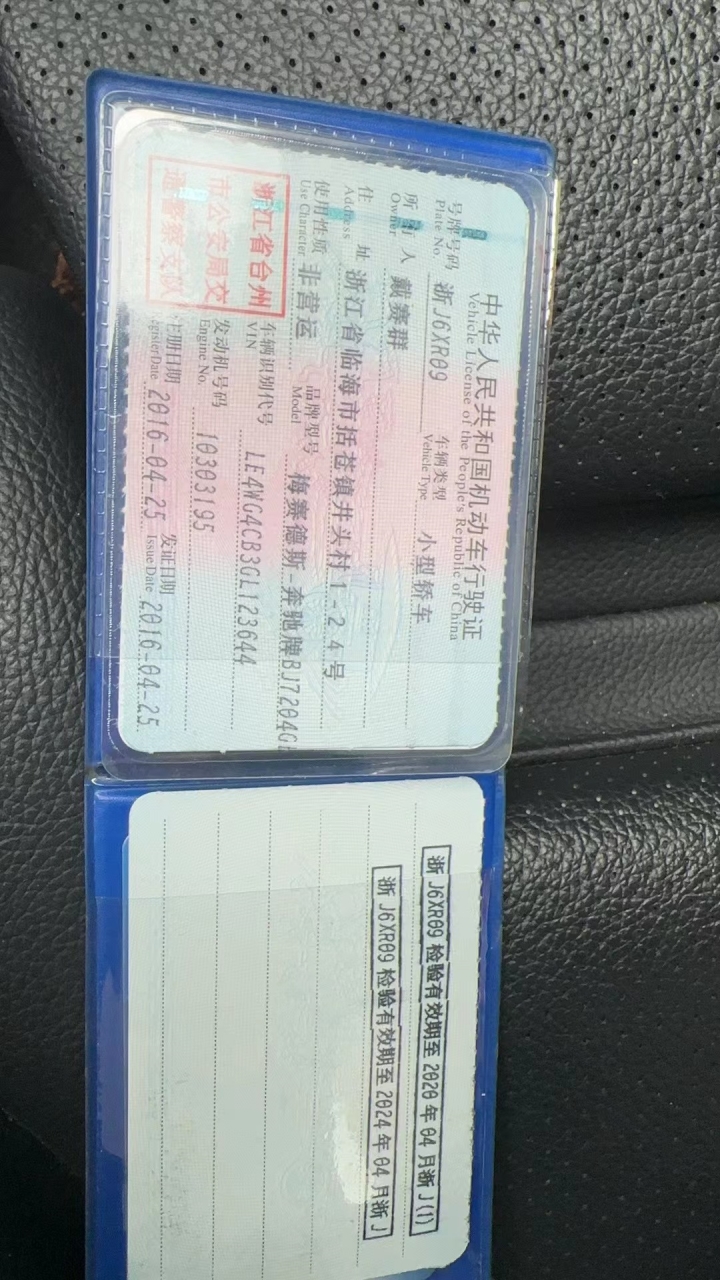 中华人民共和国机动车行驶证
Vehicle License of the People's Republic of China
号牌号码 浙J6XR09 车辆类型 小型轿车
Plate No. Vehicle Type
所有人 戴赛群
Owner
住 址 浙江省临海市括苍镇井头村1-24号
Address
使用性质 非营运 品牌型号 梅赛德斯-奔驰牌BJ7204G
Use Character Model
浙江省台州
市公安局交
通警察支队
车辆识别代号 LE4WG4CB3GL123644
VIN
发动机号码 10303195
Engine No.
注册日期 2016-04-25 发证日期 2016-04-25
Register Date Issue Date
浙J6XR09 检验有效期至2020年04月浙J(1)
浙J6XR09 检验有效期至2024年04月浙J